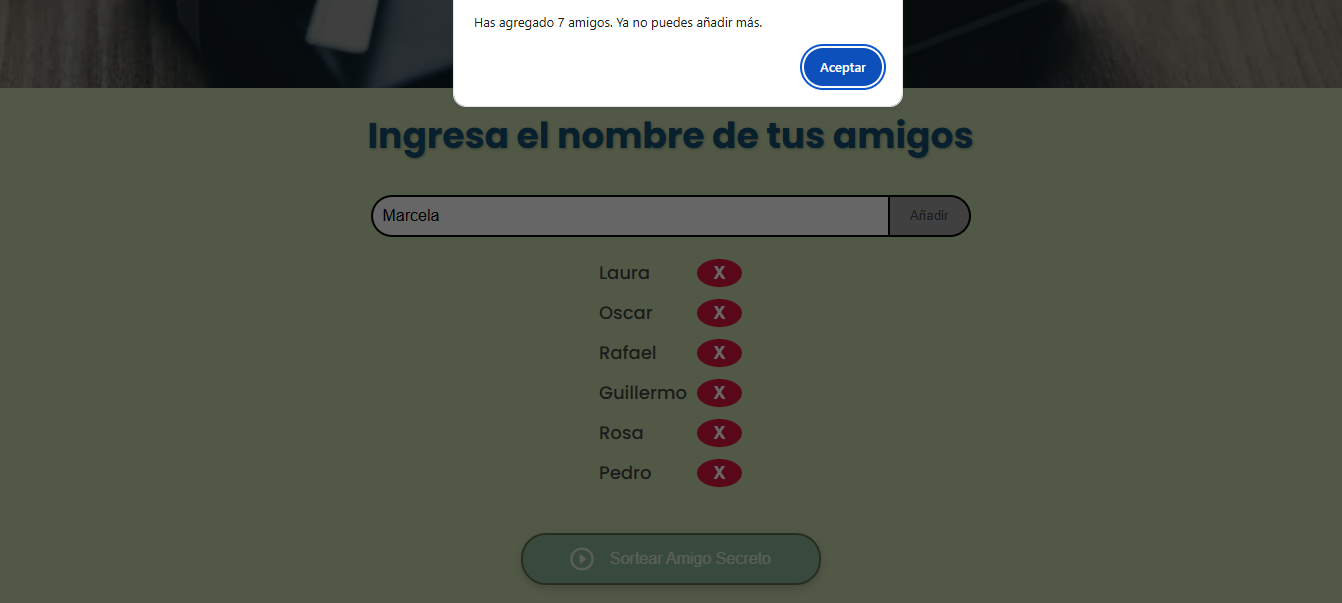 Has agregado 7 amigos. Ya no puedes añadir más.
Aceptar
Ingresa el nombre de tus amigos
Marcela Añadir
Laura X
Oscar X
Rafael X
Guillermo X
Rosa X
Pedro X
Sortear Amigo Secreto